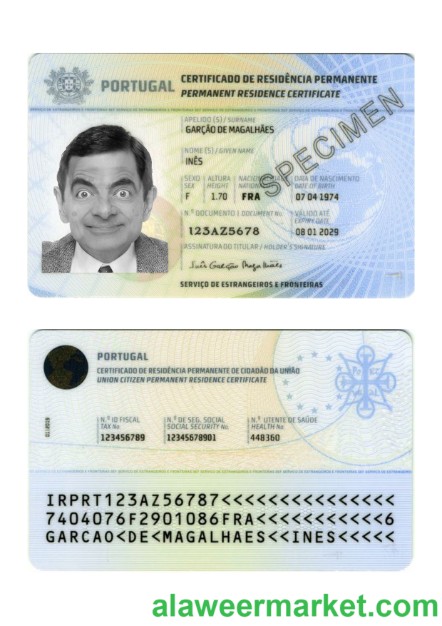 PORTUGAL
CERTIFICADO DE RESIDÊNCIA PERMANENTE
PERMANENT RESIDENCE CERTIFICATE
APELIDO (S) / SURNAME
GARÇÃO DE MAGALHÃES
NOME (S) / GIVEN NAME
INÊS
SPECIMEN
SEXO ALTURA DATA DE NASCIMENTO
SEX HEIGHT DATE OF BIRTH
F 1.70 FRA 07 04 1974
N.º DOCUMENTO / DOCUMENT No. VÁLIDO ATÉ
EXPIRY DATE
123AZ5678 08 01 2029
ASSINATURA DO TITULAR / HOLDER'S SIGNATURE
Inês Garção Magalhães
SERVIÇO DE ESTRANGEIROS E FRONTEIRAS
PORTUGAL
CERTIFICADO DE RESIDÊNCIA PERMANENTE DE CIDADÃO DA UNIÃO
UNION CITIZEN PERMANENT RESIDENCE CERTIFICATE
N.º ID FISCAL N.º DE SEG. SOCIAL N.º UTENTE DE SAÚDE
TAX No SOCIAL SECURITY No HEALTH No
123456789 12345678901 448360
IRPRT123AZ56787<<<<<<<<<<<<<<<
7404076F2901086FRA<<<<<<<<<<<6
GARCAO<DE<MAGALHAES<<INES<<<<<
alaweermarket.com